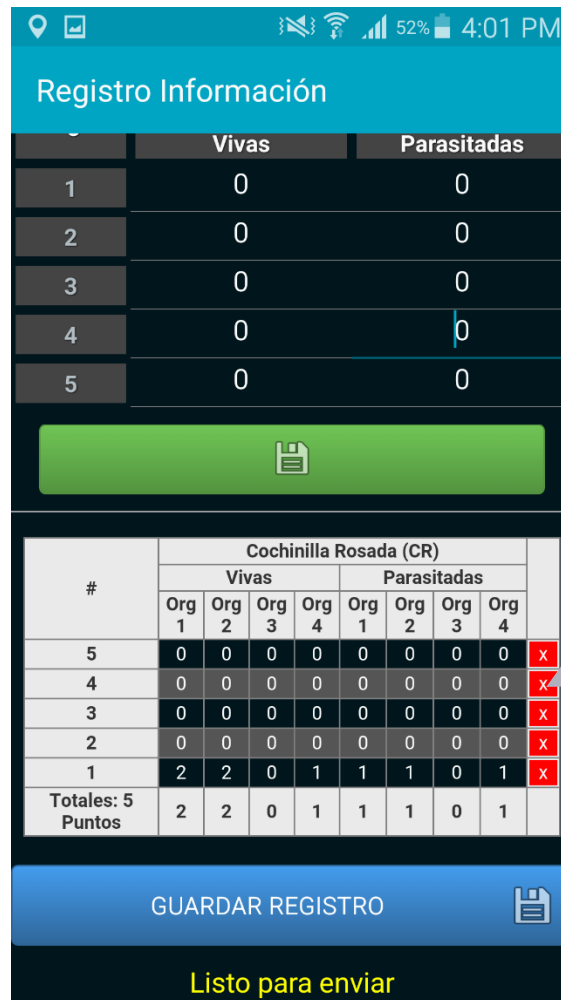 52% 4:01 PM
Registro Información
Vivas Parasitadas
1 0 0
2 0 0
3 0 0
4 0 0
5 0 0
Cochinilla Rosada (CR)
# Vivas Parasitadas
Org 1 Org 2 Org 3 Org 4 Org 1 Org 2 Org 3 Org 4
5 0 0 0 0 0 0 0 0 x
4 0 0 0 0 0 0 0 0 x
3 0 0 0 0 0 0 0 0 x
2 0 0 0 0 0 0 0 0 x
1 2 2 0 1 1 1 0 1 x
Totales: 5
Puntos 2 2 0 1 1 1 0 1
GUARDAR REGISTRO
Listo para enviar